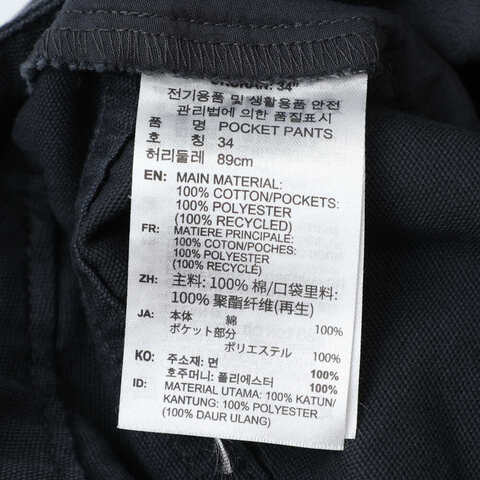 34"
전기용품 및 생활용품 안전
관리법에 의한 품질표시
품 명 POCKET PANTS
호 칭 34
허리둘레 89cm
EN: MAIN MATERIAL:
100% COTTON/POCKETS:
100% POLYESTER
(100% RECYCLED)
FR: MATIERE PRINCIPALE:
100% COTON/POCHES:
100% POLYESTER
(100% RECYCLÉ)
ZH: 主料: 100% 棉/口袋里料:
100% 聚酯纤维(再生)
JA: 本体 綿 100%
ポケット部分
ポリエステル 100%
KO: 주소재: 면 100%
호주머니: 폴리에스터 100%
ID: MATERIAL UTAMA: 100% KATUN/
KANTUNG: 100% POLYESTER
(100% DAUR ULANG)